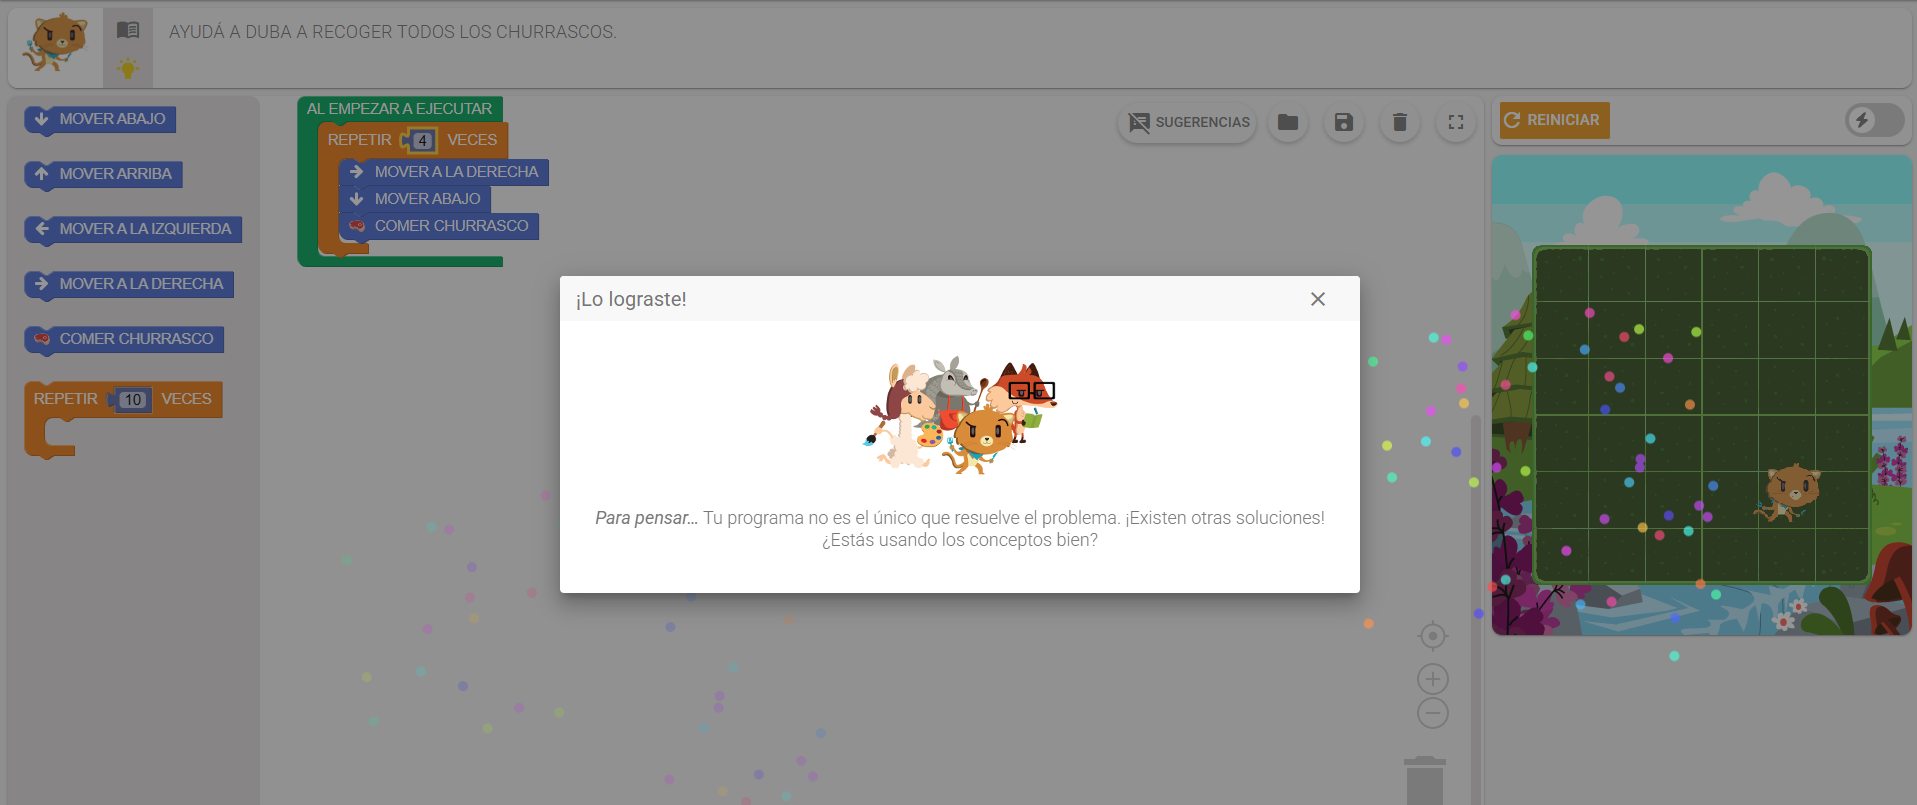 AYUDÁ A DUBA A RECOGER TODOS LOS CHURRASCOS.
MOVER ABAJO
MOVER ARRIBA
MOVER A LA IZQUIERDA
MOVER A LA DERECHA
COMER CHURRASCO
REPETIR 10 VECES
AL EMPEZAR A EJECUTAR
REPETIR 4 VECES
MOVER A LA DERECHA
MOVER ABAJO
COMER CHURRASCO
SUGERENCIAS
REINICIAR
¡Lo lograste!
Para pensar... Tu programa no es el único que resuelve el problema. ¡Existen otras soluciones!
¿Estás usando los conceptos bien?